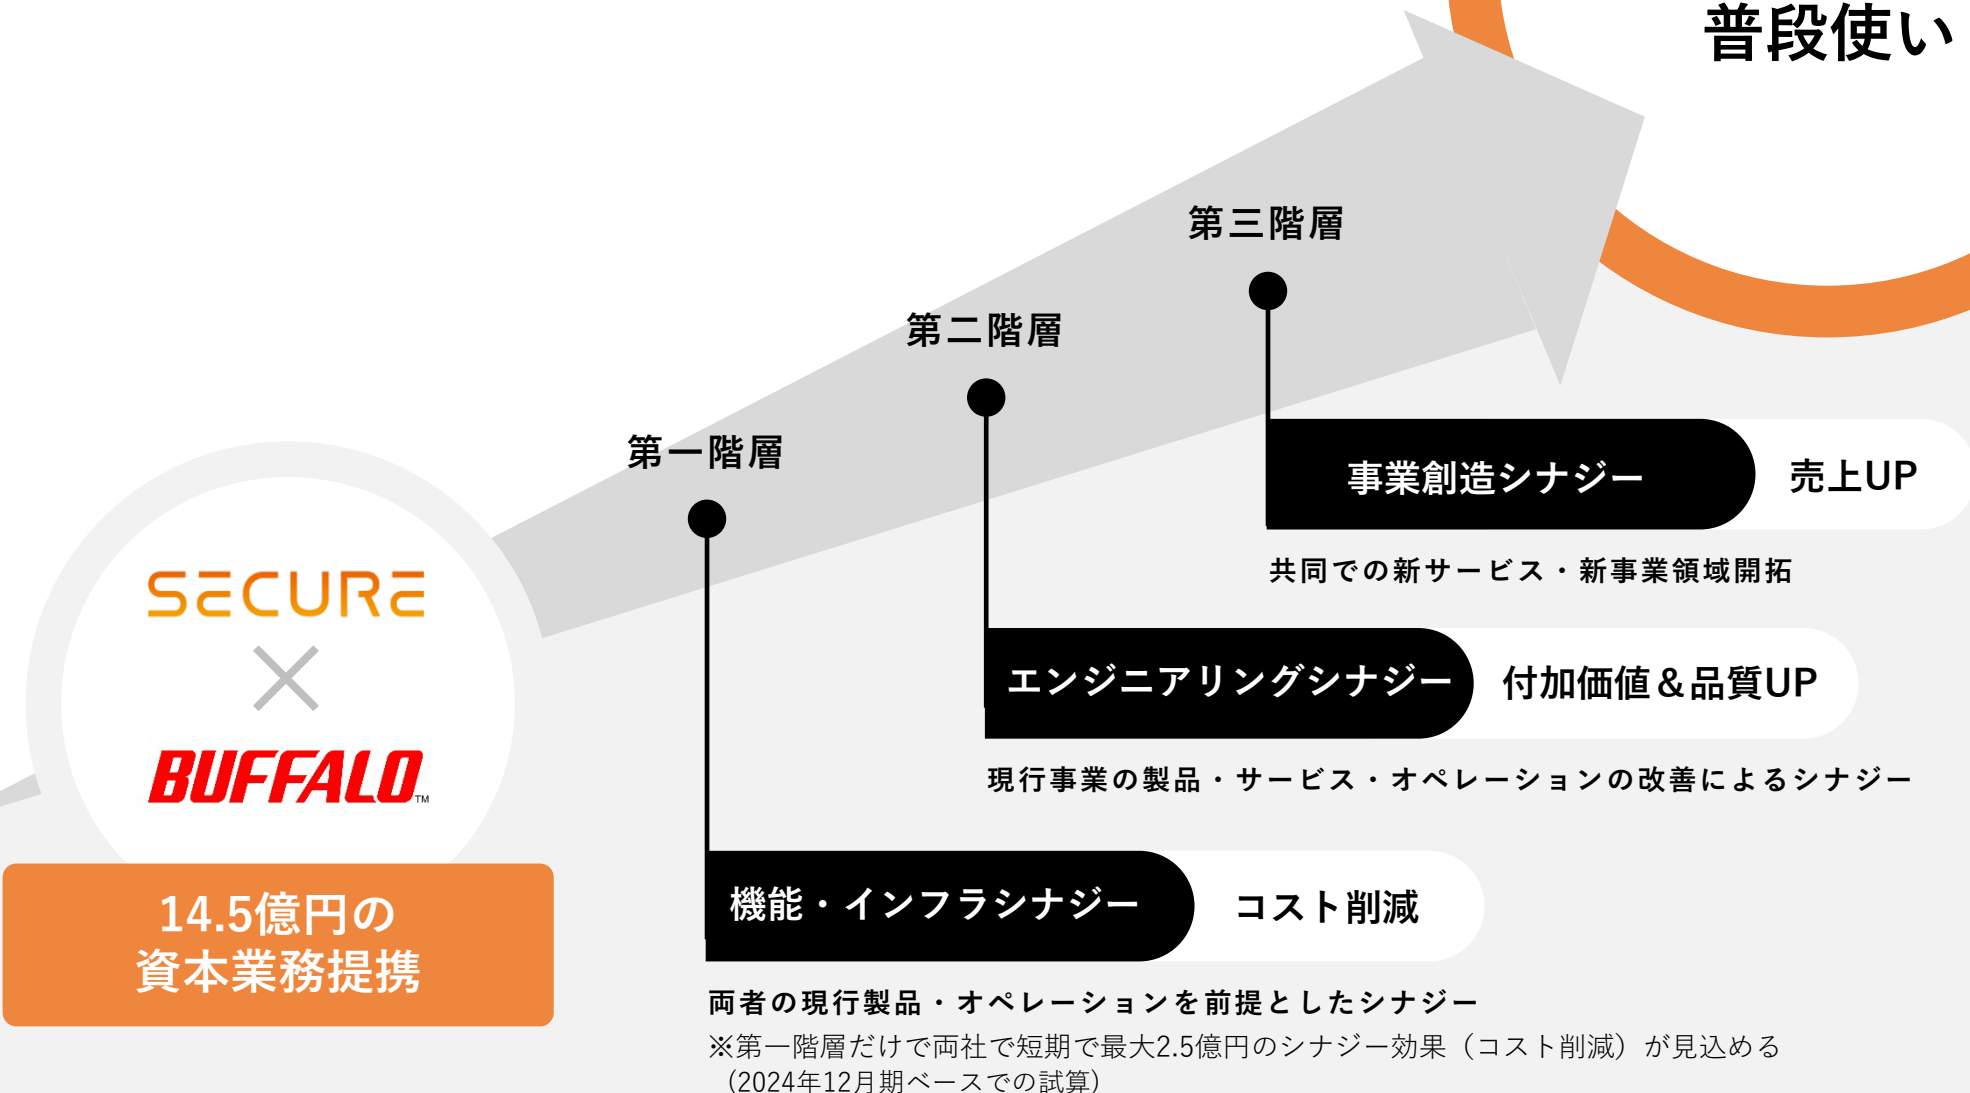 普段使い
第三階層
第二階層
第一階層
事業創造シナジー 売上UP
共同での新サービス・新事業領域開拓
SECURE
×
BUFFALO™
エンジニアリングシナジー 付加価値＆品質UP
現行事業の製品・サービス・オペレーションの改善によるシナジー
14.5億円の
資本業務提携
機能・インフラシナジー コスト削減
両者の現行製品・オペレーションを前提としたシナジー
※第一階層だけで両社で短期で最大2.5億円のシナジー効果（コスト削減）が見込める
(2024年12月期ベースでの試算)